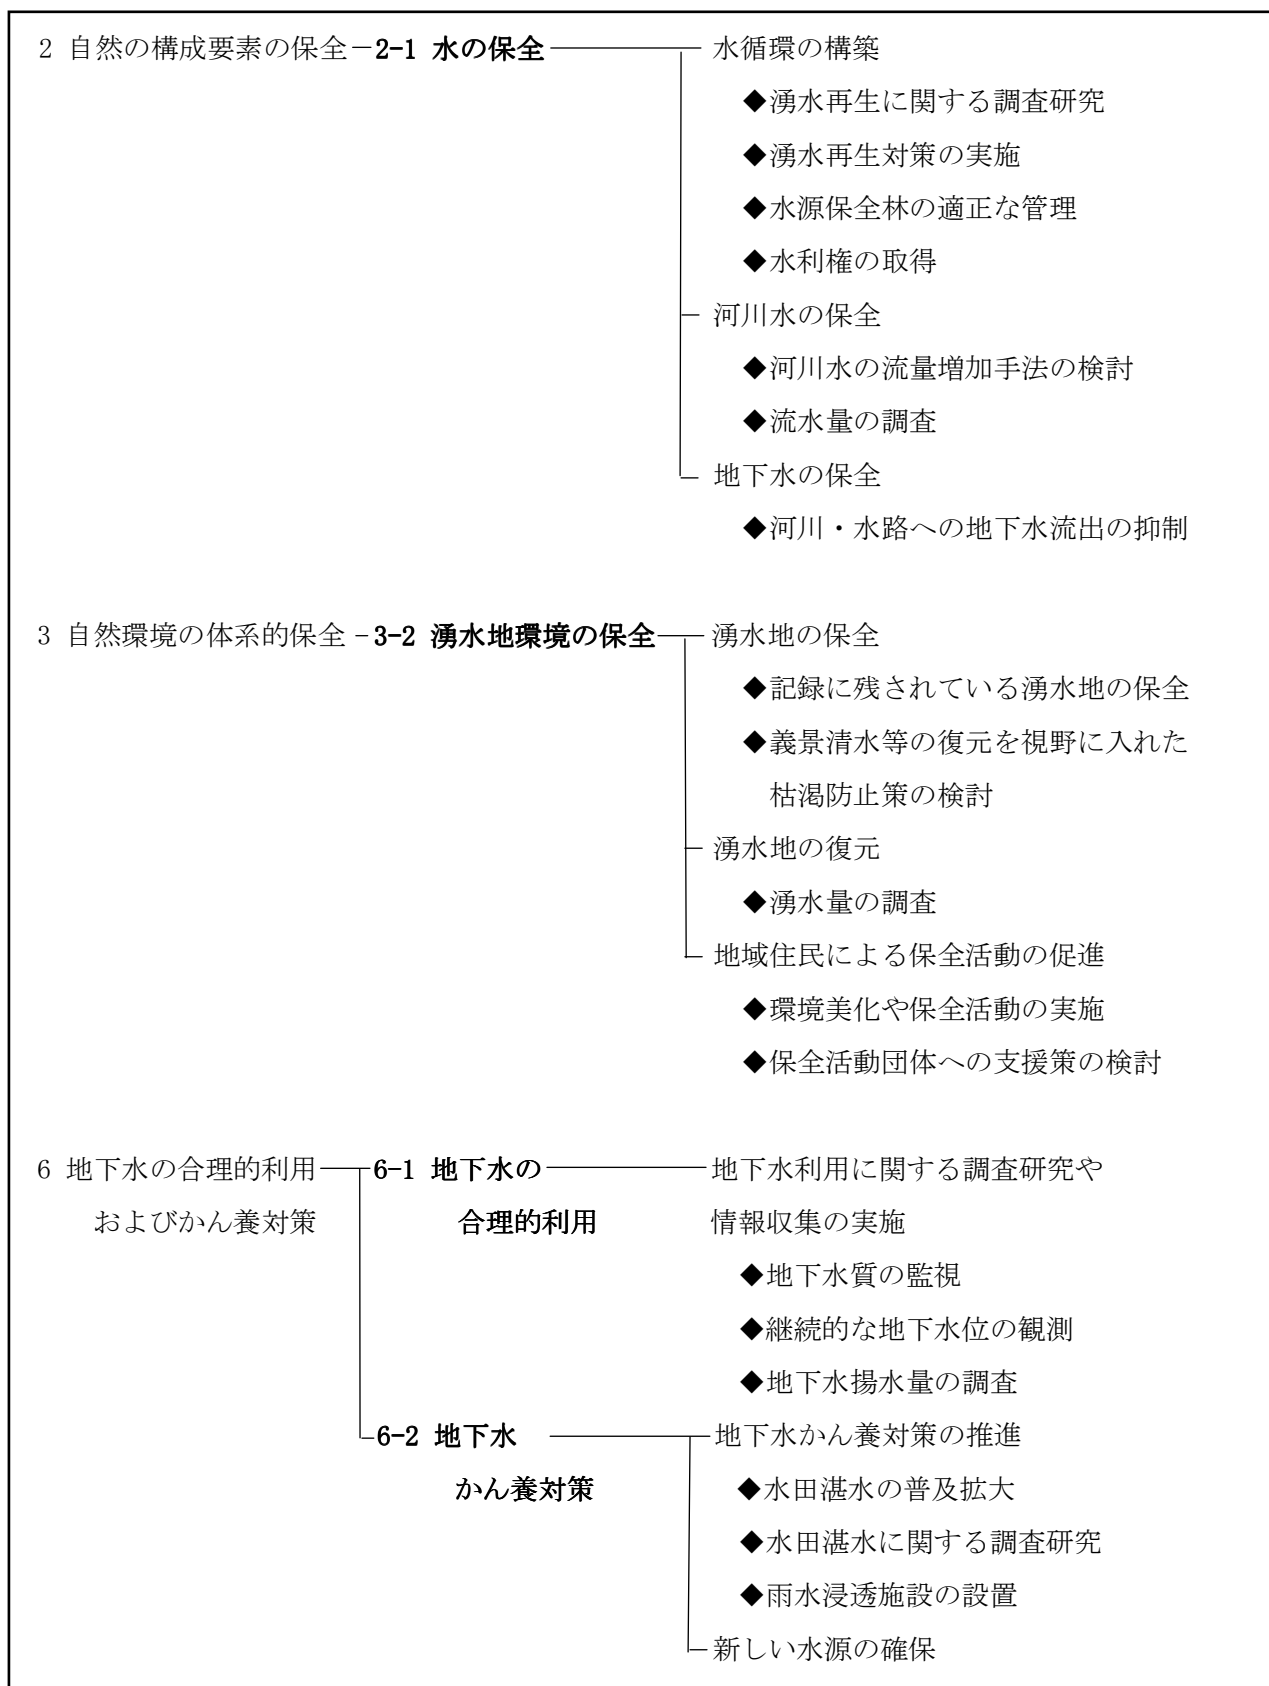 2 自然の構成要素の保全－2-1 水の保全 水循環の構築
◆湧水再生に関する調査研究
◆湧水再生対策の実施
◆水源保全林の適正な管理
◆水利権の取得
河川水の保全
◆河川水の流量増加手法の検討
◆流水量の調査
地下水の保全
◆河川・水路への地下水流出の抑制
3 自然環境の体系的保全－3-2 湧水地環境の保全 湧水地の保全
◆記録に残されている湧水地の保全
◆義景清水等の復元を視野に入れた
枯渇防止策の検討
湧水地の復元
◆湧水量の調査
地域住民による保全活動の促進
◆環境美化や保全活動の実施
◆保全活動団体への支援策の検討
6 地下水の合理的利用 6-1 地下水の 地下水利用に関する調査研究や
およびかん養対策 合理的利用 情報収集の実施
◆地下水質の監視
◆継続的な地下水位の観測
◆地下水揚水量の調査
6-2 地下水 地下水かん養対策の推進
かん養対策 ◆水田湛水の普及拡大
◆水田湛水に関する調査研究
◆雨水浸透施設の設置
新しい水源の確保